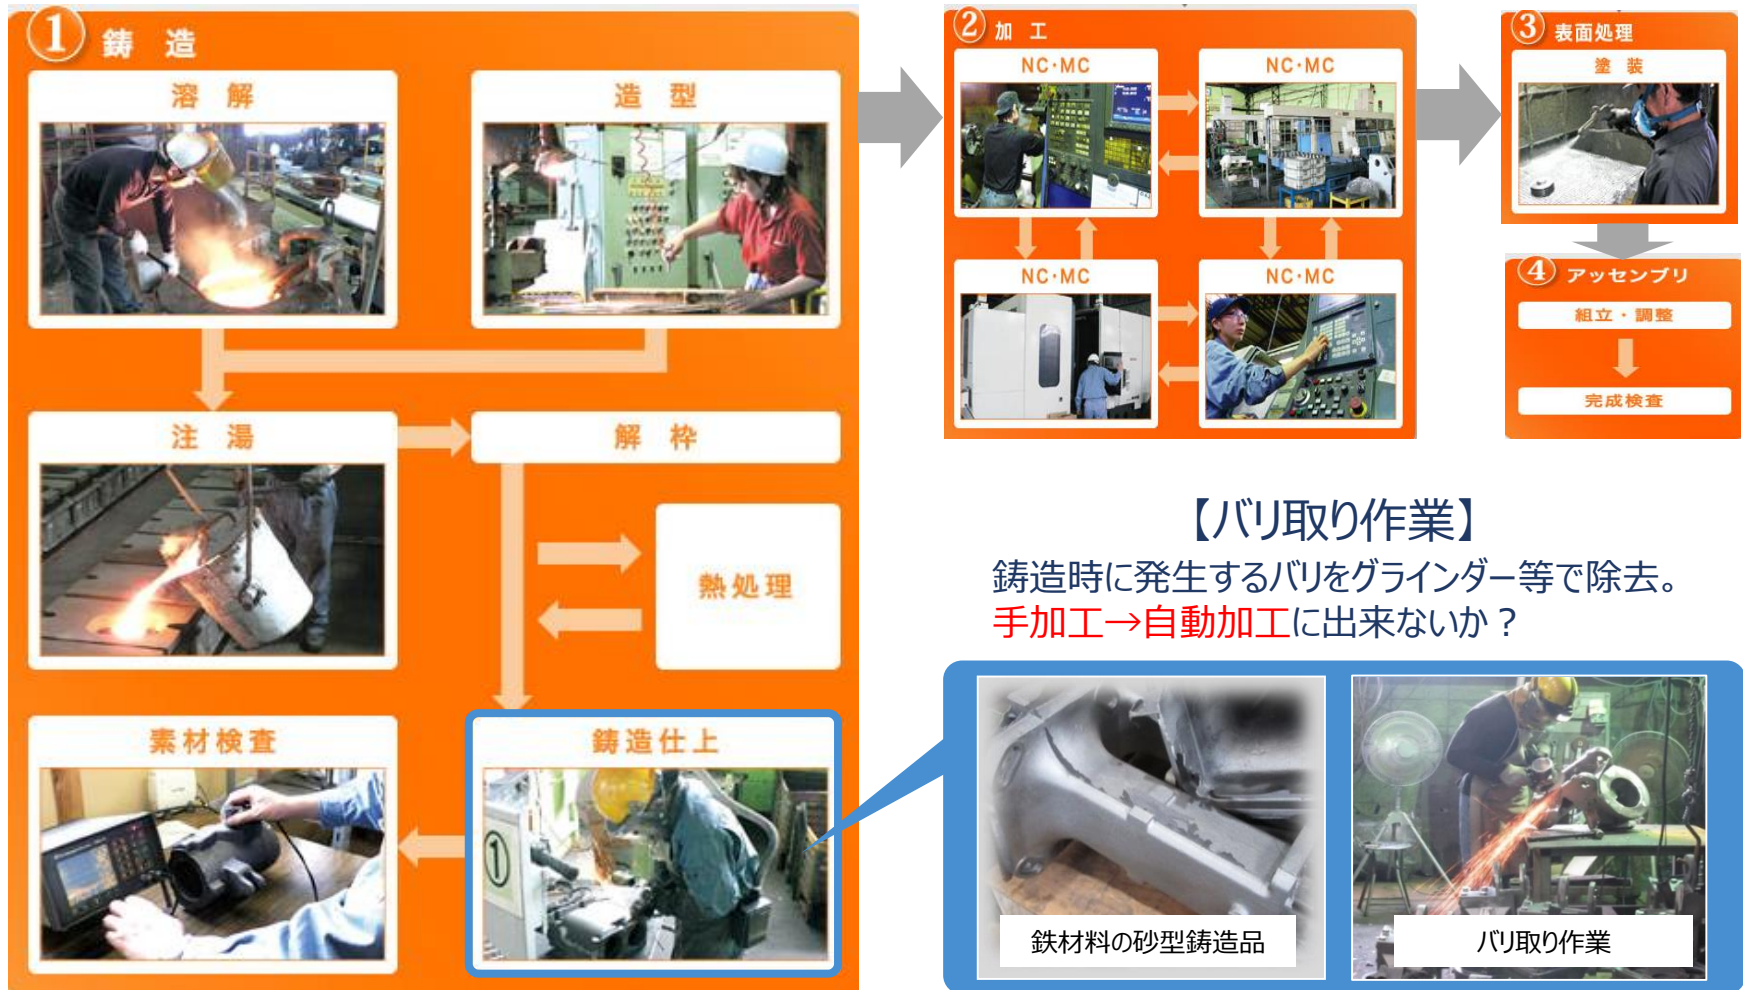 ① 鋳 造
溶 解
造 型
注 湯
解 枠
熱処理
素材検査
鋳造仕上
①
② 加 工
NC・MC
NC・MC
NC・MC
NC・MC
③ 表面処理
塗 装
④ アッセンブリ
組立・調整
完成検査
【バリ取り作業】
鋳造時に発生するバリをグラインダー等で除去。
手加工→自動加工に出来ないか？
鉄材料の砂型鋳造品
バリ取り作業